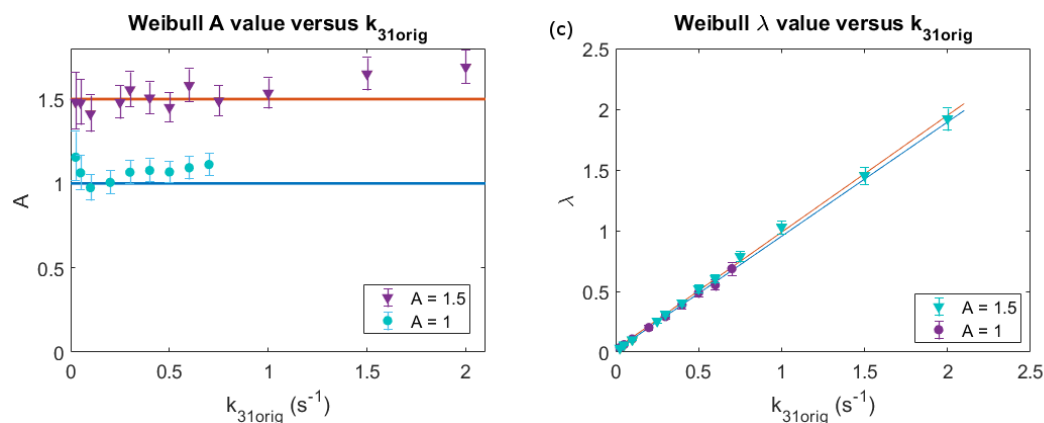 Weibull A value versus k31orig
A
1.5
1
0.5
0
0 0.5 1 1.5 2
k31orig (s-1)
A = 1.5
A = 1
(c)
Weibull λ value versus k31orig
λ
2.5
2
1.5
1
0.5
0
0 0.5 1 1.5 2 2.5
k31orig (s-1)
A = 1.5
A = 1